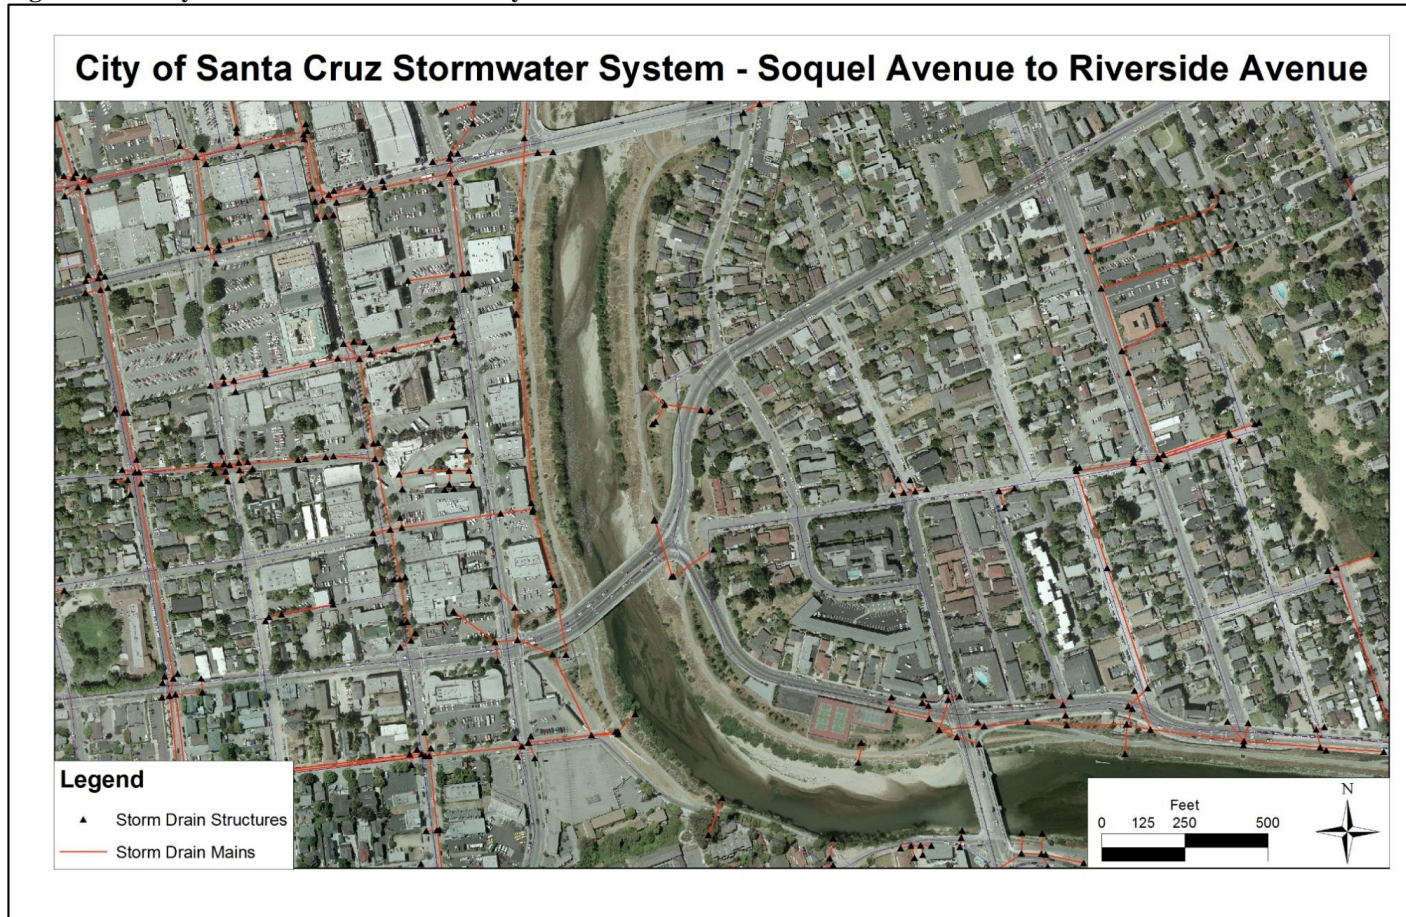 City of Santa Cruz Stormwater System - Soquel Avenue to Riverside Avenue
Legend
Storm Drain Structures
Storm Drain Mains
N
Feet
0 125 250 500